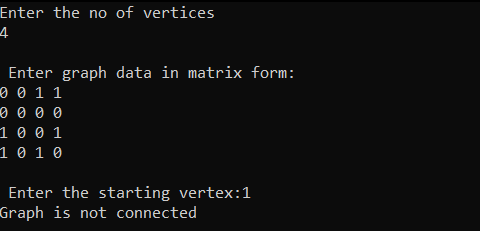 Enter the no of vertices
4
Enter graph data in matrix form:
0 0 1 1
0 0 0 0
1 0 0 1
1 0 1 0
Enter the starting vertex:1
Graph is not connected